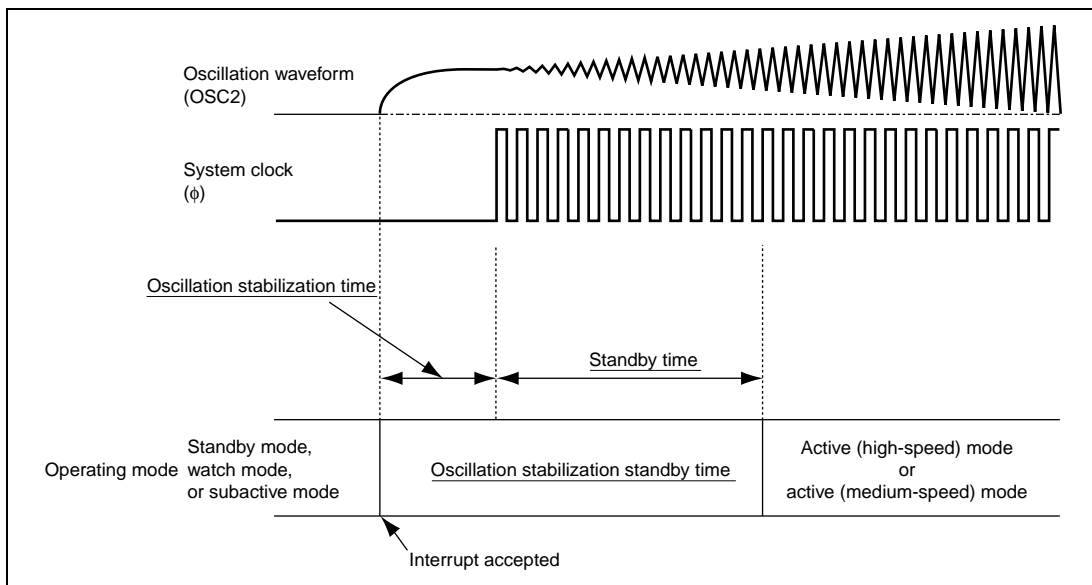 Oscillation waveform
(OSC2)
System clock
(ϕ)
Oscillation stabilization time
Standby time
Operating mode
Standby mode,
watch mode,
or subactive mode
Oscillation stabilization standby time
Active (high-speed) mode
or
active (medium-speed) mode
Interrupt accepted